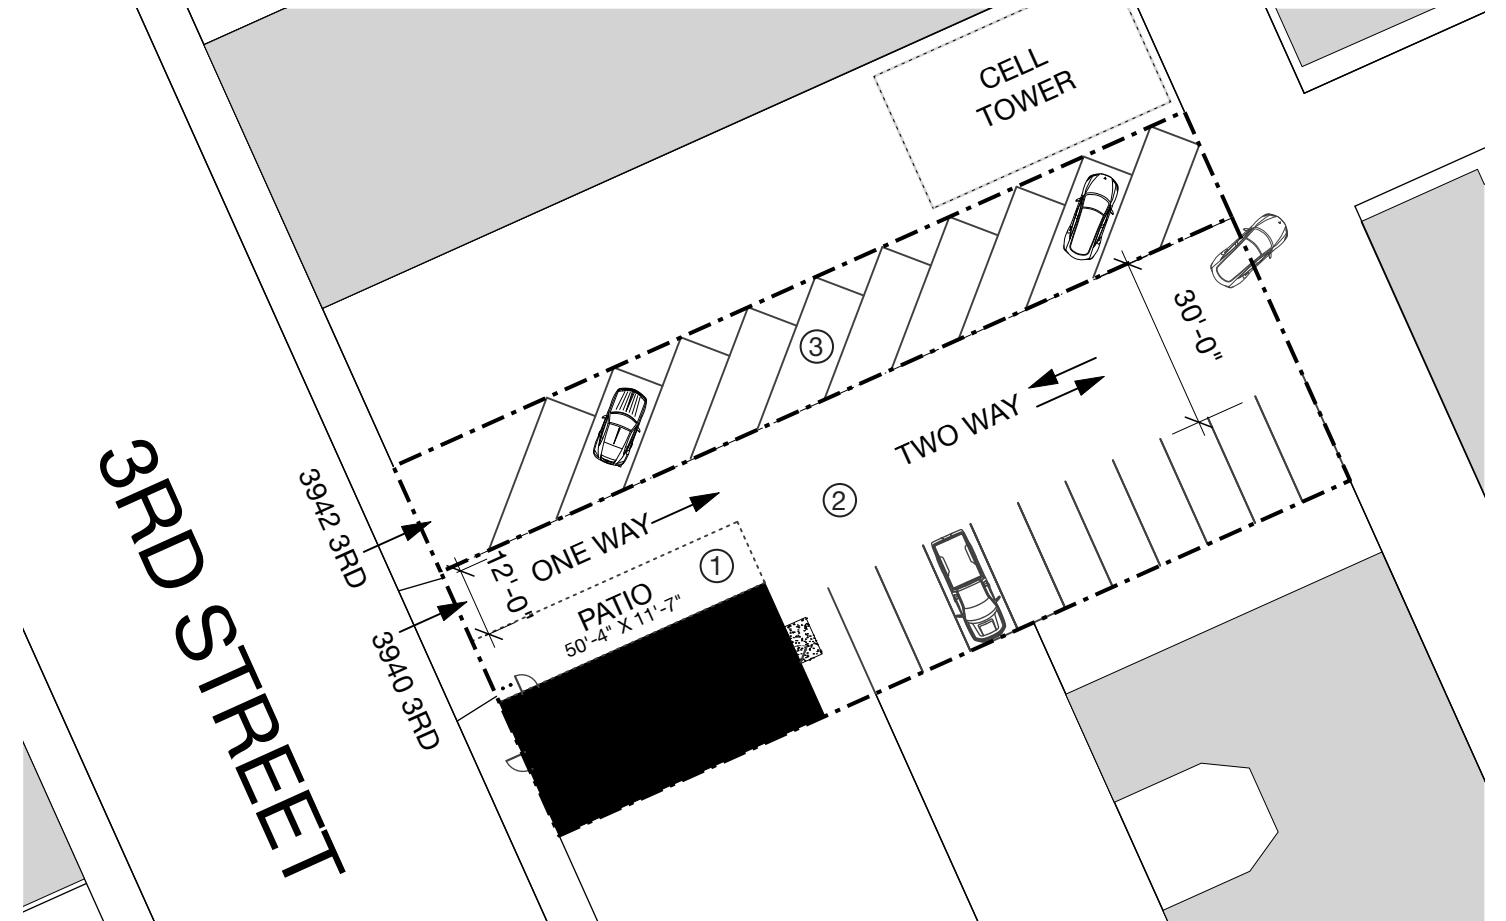 CELL
TOWER
30'-0"
3
TWO WAY
2
3RD STREET
3942 3RD
ONE WAY
12'-0"
1
PATIO
50'-4" X 11'-7"
3940 3RD